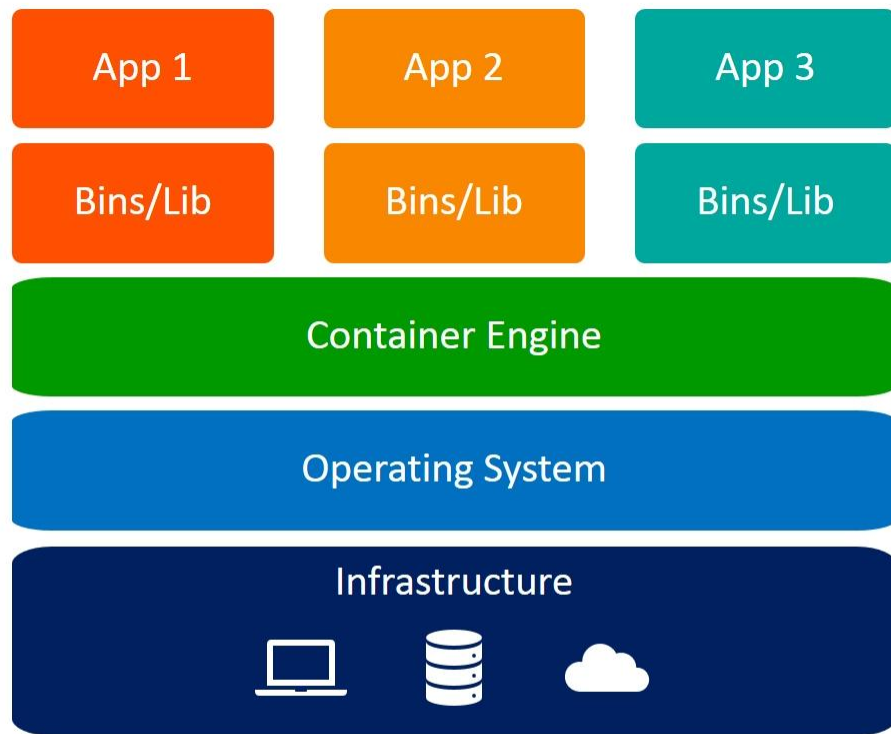 App 1
App 2
App 3
Bins/Lib
Bins/Lib
Bins/Lib
Container Engine
Operating System
Infrastructure